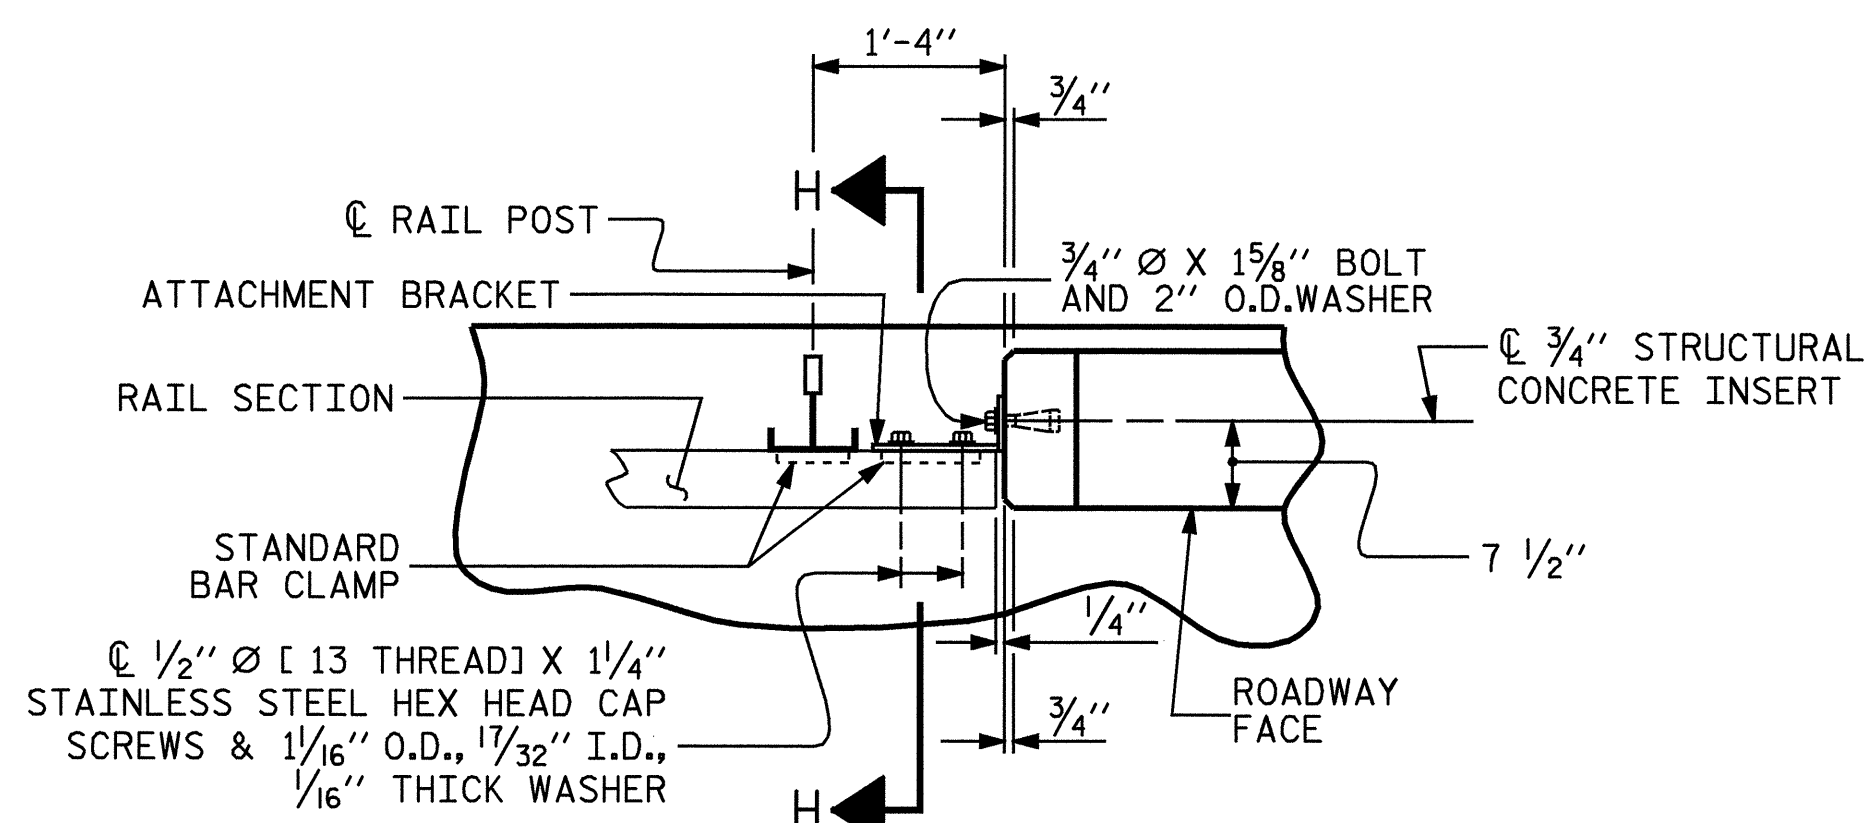 1'-4"
3/4"
H
℄ RAIL POST
ATTACHMENT BRACKET
3/4" Ø X 1 5/8" BOLT
AND 2" O.D.WASHER
℄ 3/4" STRUCTURAL
CONCRETE INSERT
RAIL SECTION
STANDARD
BAR CLAMP
7 1/2"
1/4"
℄ 1/2" Ø [ 13 THREAD] X 1 1/4"
STAINLESS STEEL HEX HEAD CAP
SCREWS & 1 1/16" O.D., 17/32" I.D.,
1/16" THICK WASHER
3/4"
ROADWAY
FACE
H